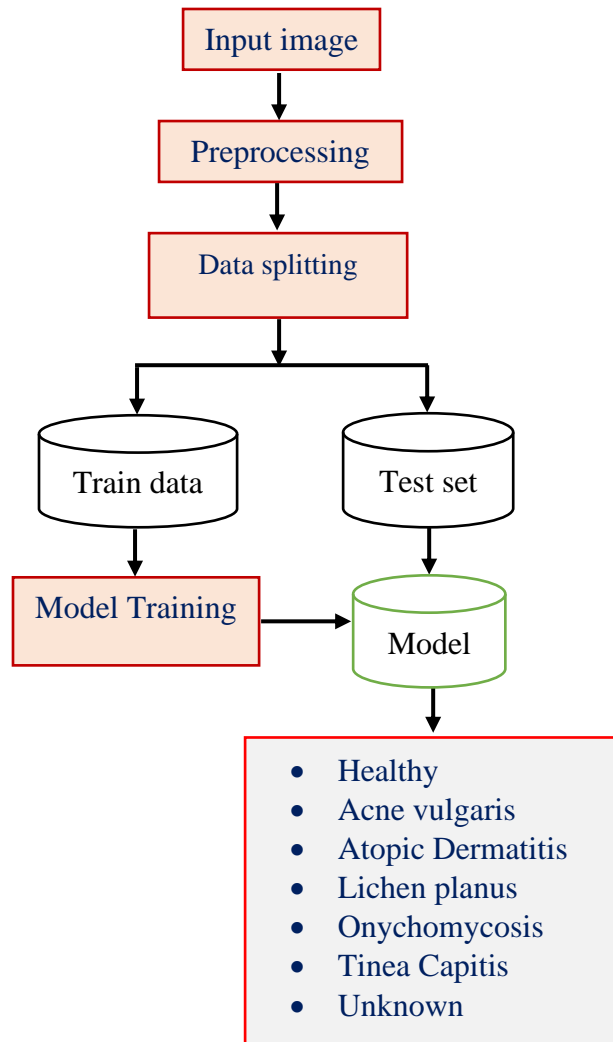 Input image
Preprocessing
Data splitting
Train data
Test set
Model Training
Model
• Healthy
• Acne vulgaris
• Atopic Dermatitis
• Lichen planus
• Onychomycosis
• Tinea Capitis
• Unknown